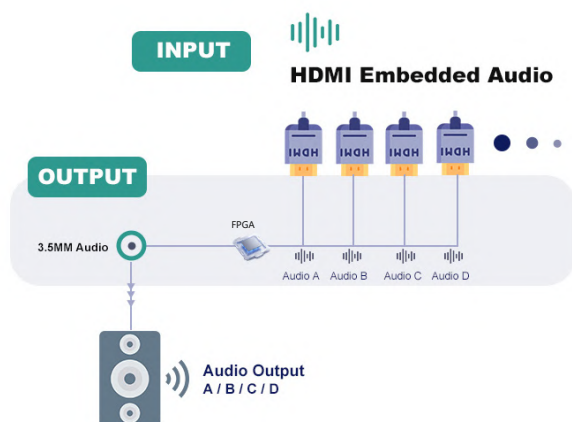 INPUT
HDMI Embedded Audio
HDMI
HDMI
HDMI
HDMI
OUTPUT
FPGA
3.5MM Audio
Audio A
Audio B
Audio C
Audio D
Audio Output
A / B / C / D